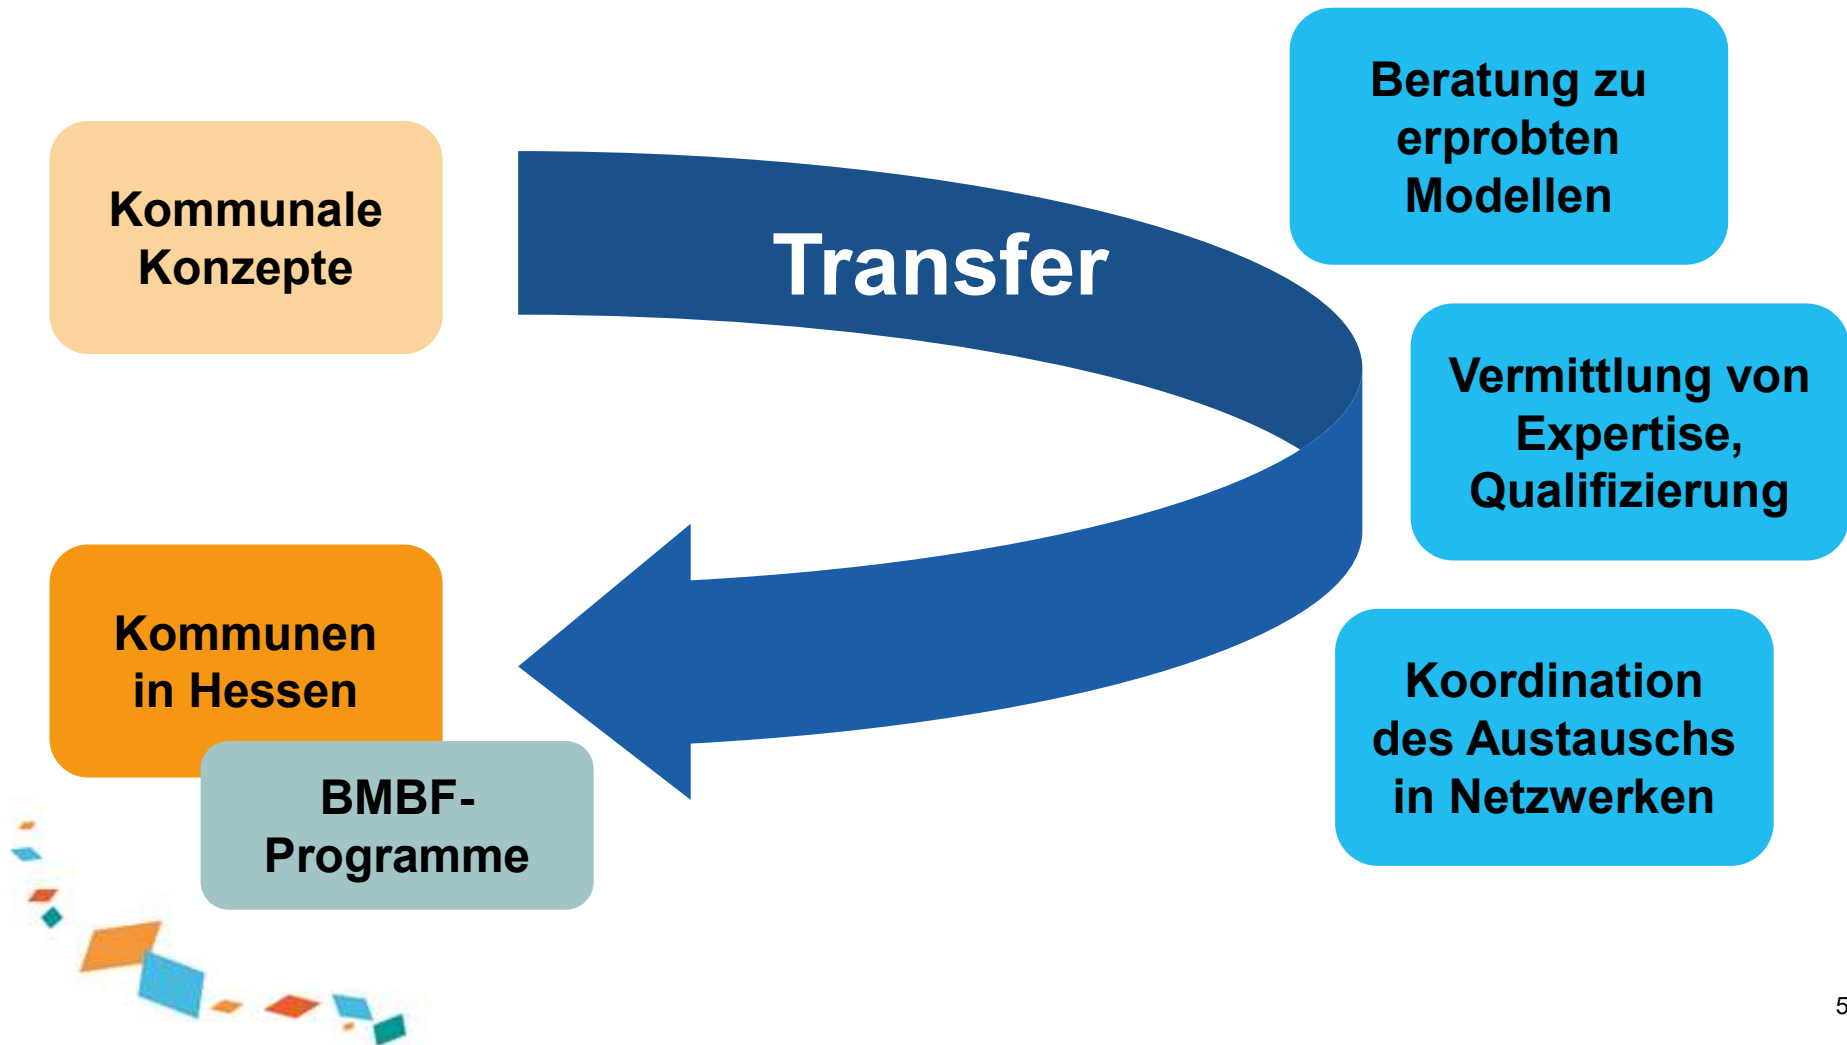 Kommunale
Konzepte
Transfer
Beratung zu
erprobten
Modellen
Vermittlung von
Expertise,
Qualifizierung
Koordination
des Austauschs
in Netzwerken
Kommunen
in Hessen
BMBF-
Programme
5